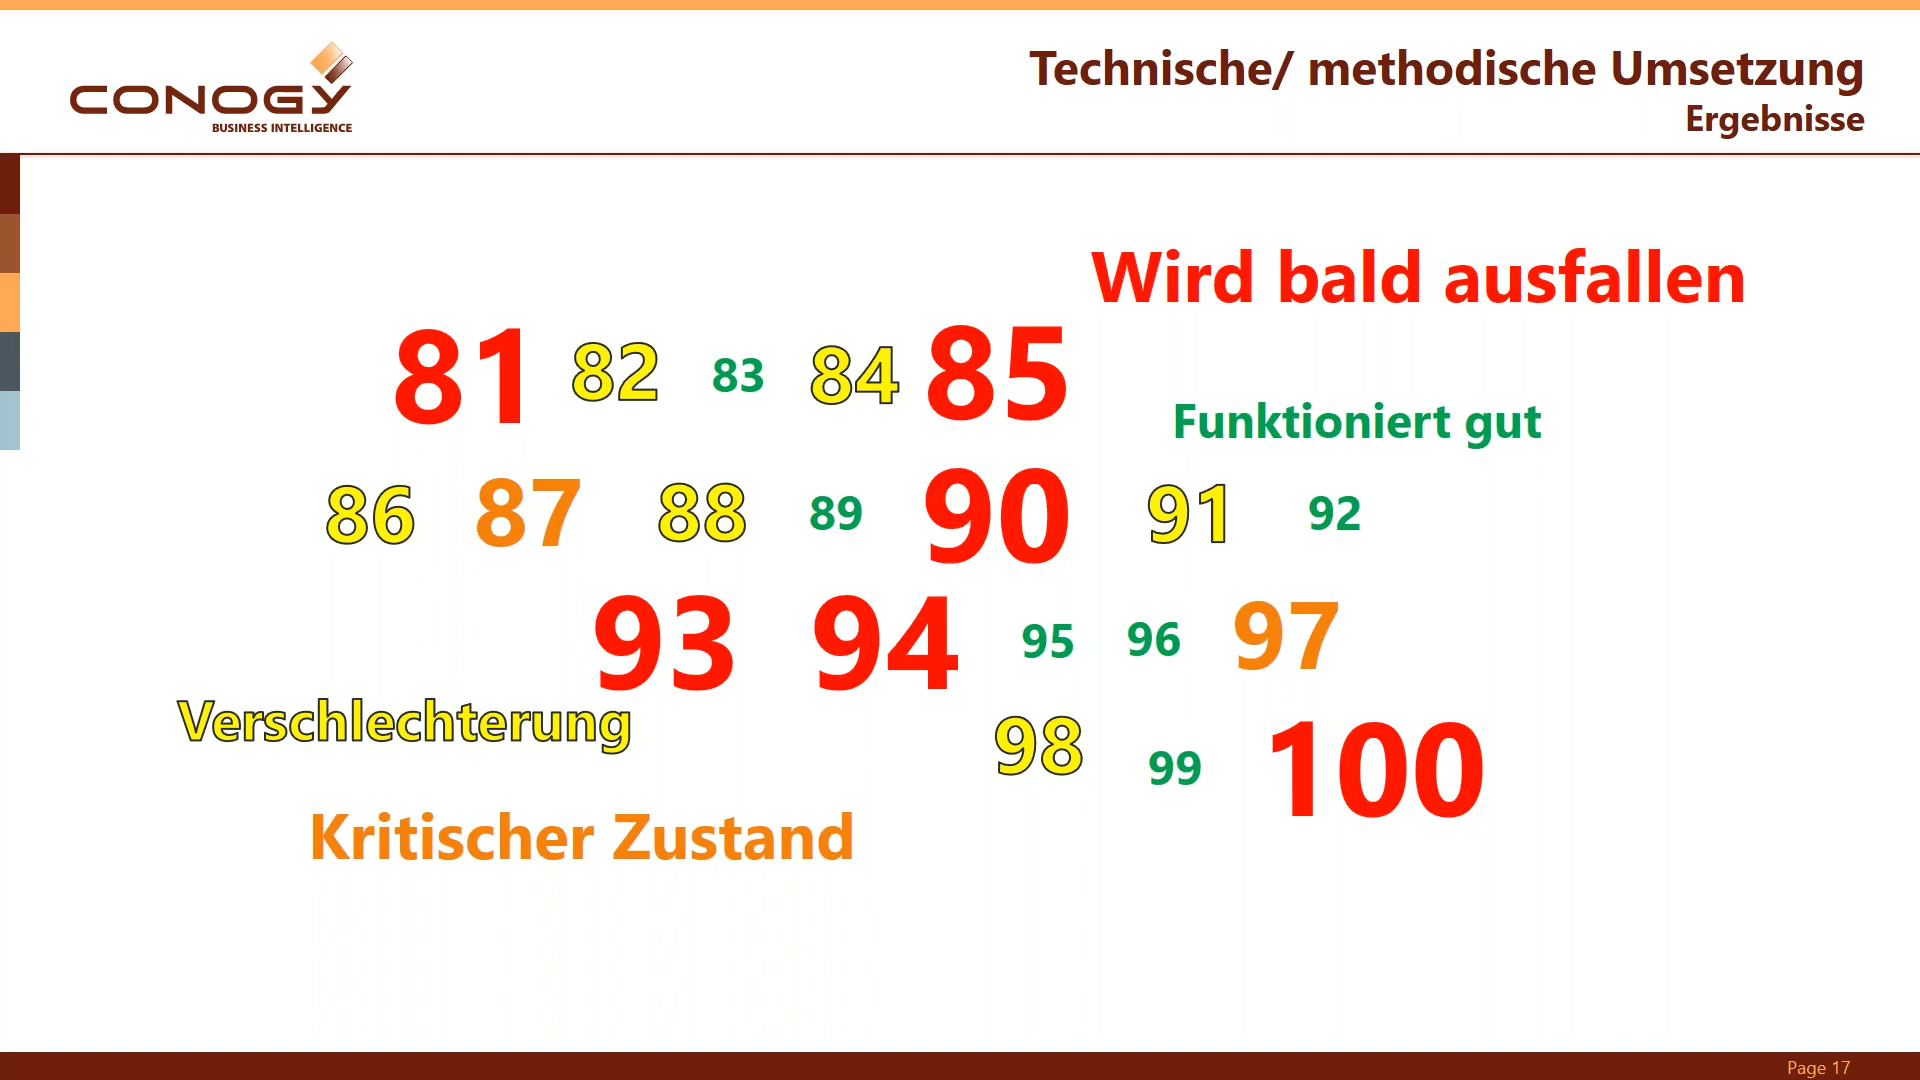 CONOGY
BUSINESS INTELLIGENCE
Technische/ methodische Umsetzung
Ergebnisse
Wird bald ausfallen
81 82 83 84 85
Funktioniert gut
86 87 88 89 90 91 92
93 94 95 96 97
Verschlechterung
98 99 100
Kritischer Zustand
Page 17